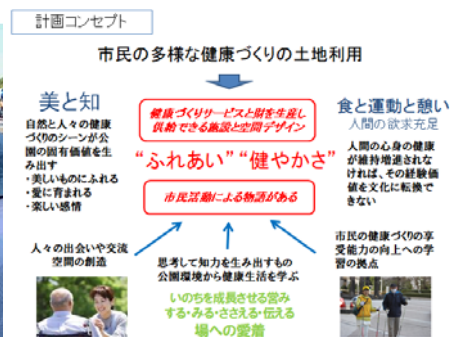 計画コンセプト
市民の多様な健康づくりの土地利用
美と知
自然と人々の健康
づくりのシーンが公
園の固有価値を生
み出す
・美しいものにふれる
・愛に育まれる
・楽しい感情
健康づくりサービスと財を生産し
供給できる施設と空間デザイン
“ふれあい”“健やかさ”
市民活動による物語がある
食と運動と憩い
人間の欲求充足
人間の心身の健康
が維持増進されな
ければ、その経験価
値を文化に転換で
きない
人々の出会いや交流
空間の創造
思考して知力を生み出すもの
公園環境から健康生活を学ぶ
いのちを成長させる営み
する・みる・ささえる・伝える
場への愛着
市民の健康づくりの享
受能力の向上への学
習の拠点